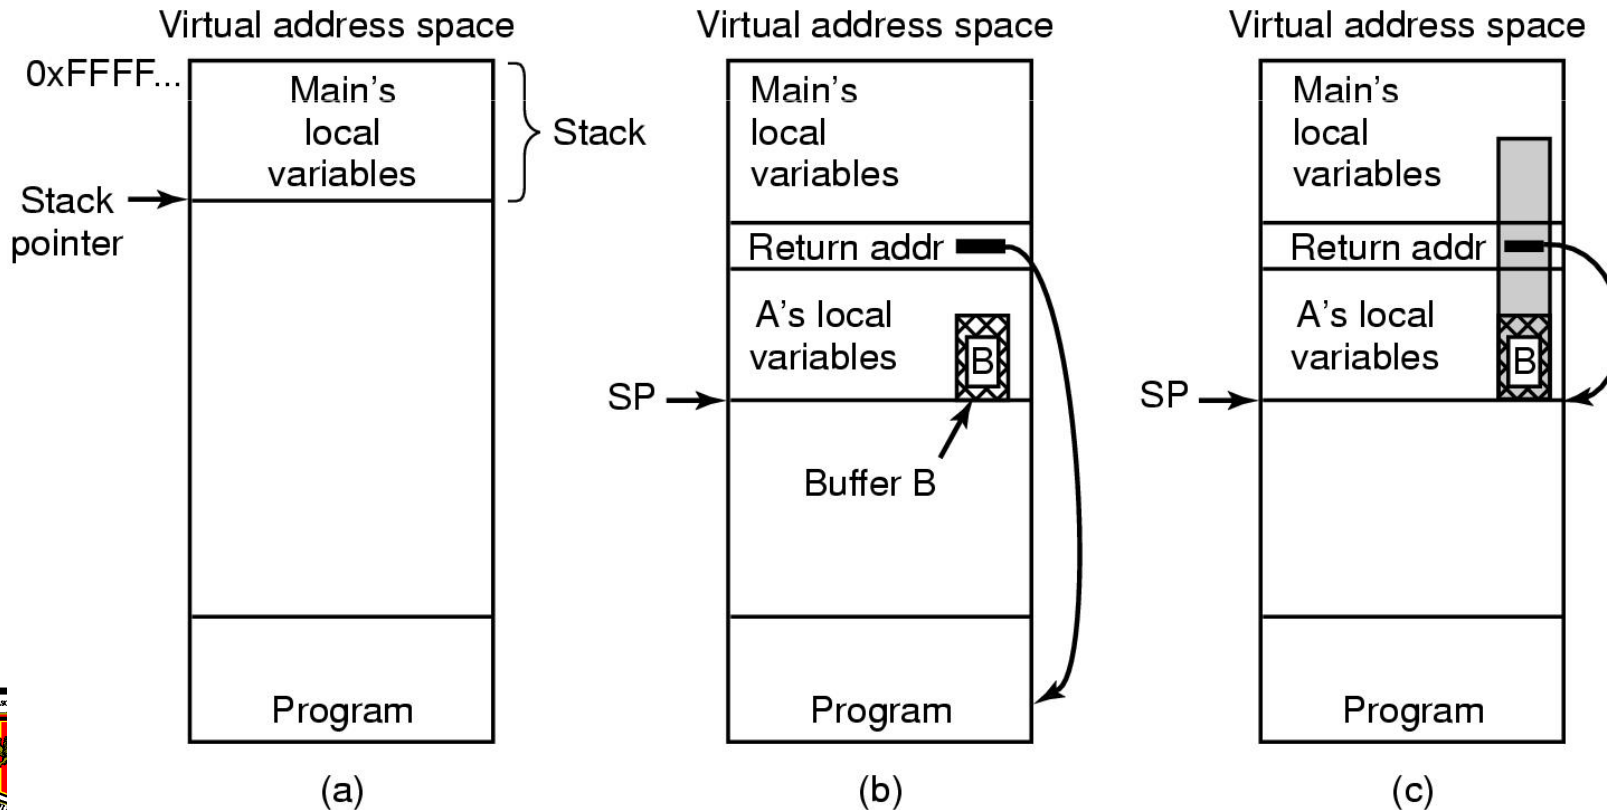 Virtual address space
0xFFFF...
Main's
local
variables
Stack
Stack
pointer
Program
(a)
Virtual address space
Main's
local
variables
Return addr
A's local
variables
B
SP
Buffer B
Program
(b)
Virtual address space
Main's
local
variables
Return addr
A's local
variables
B
SP
Program
(c)